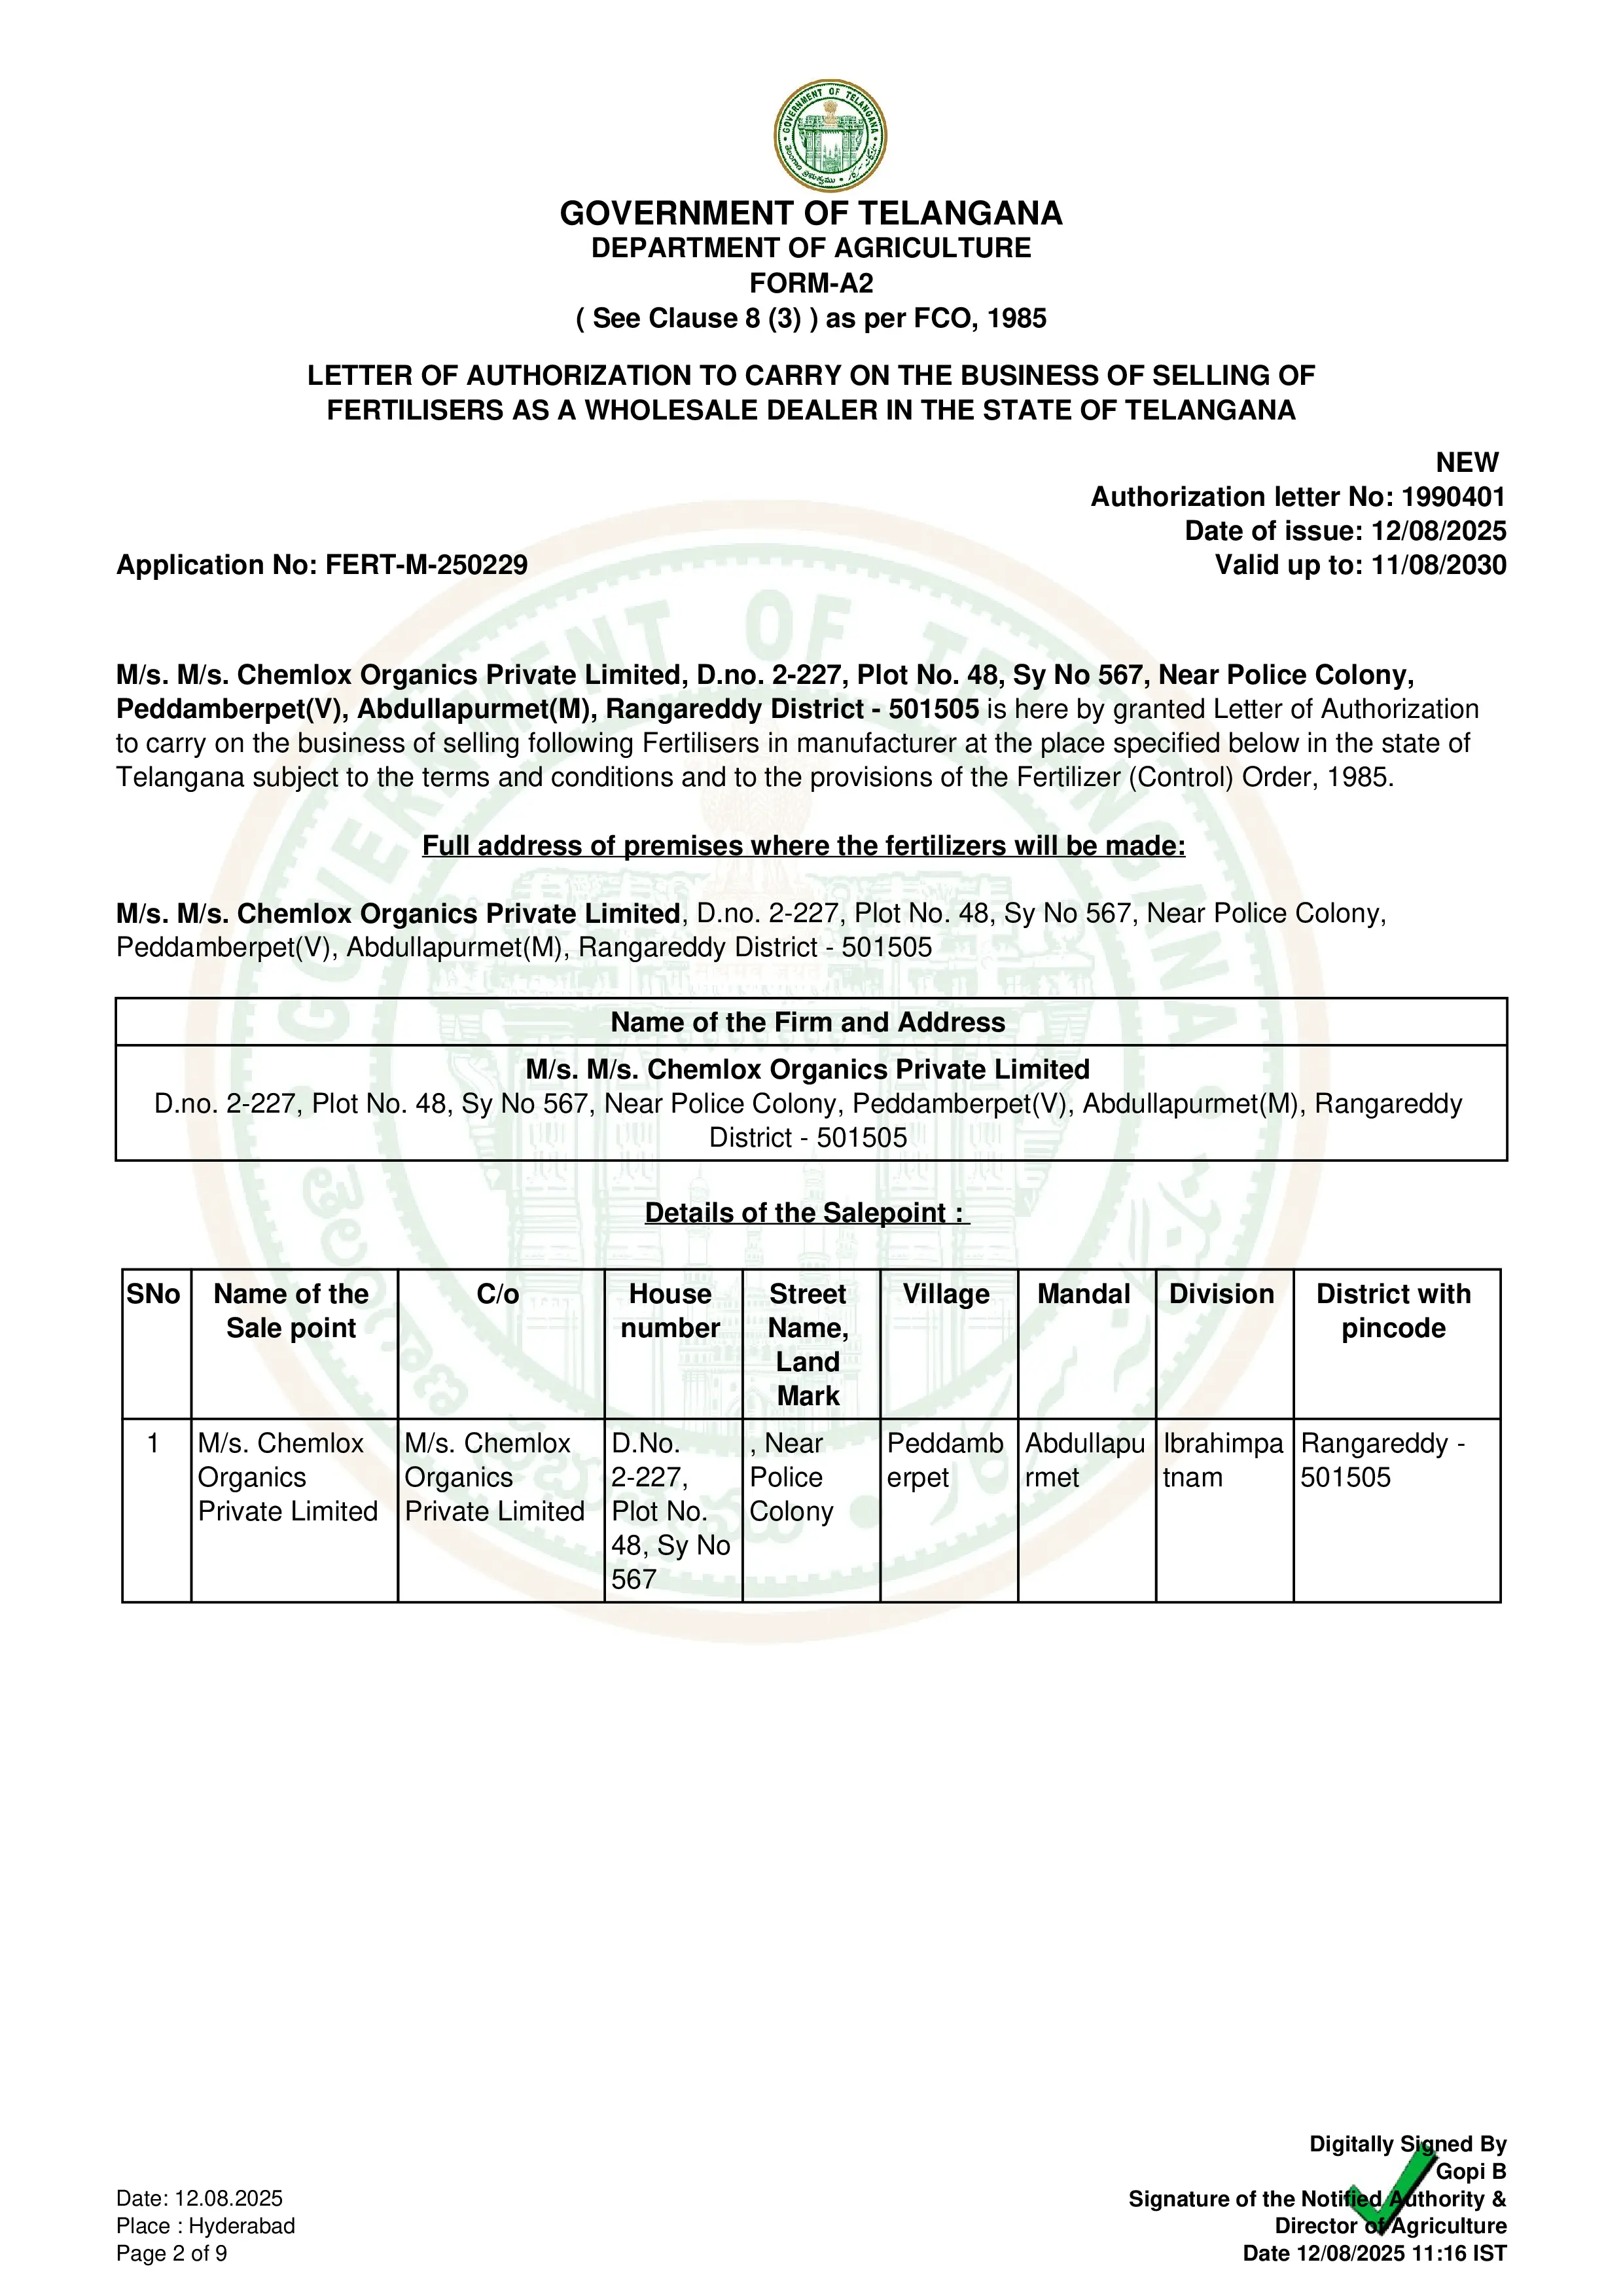 GOVERNMENT OF TELANGANA
GOVERNMENT OF TELANGANA
DEPARTMENT OF AGRICULTURE
FORM-A2
( See Clause 8 (3) ) as per FCO, 1985
LETTER OF AUTHORIZATION TO CARRY ON THE BUSINESS OF SELLING OF
FERTILISERS AS A WHOLESALE DEALER IN THE STATE OF TELANGANA
NEW
Authorization letter No: 1990401
Date of issue: 12/08/2025
Application No: FERT-M-250229 Valid up to: 11/08/2030
M/s. M/s. Chemlox Organics Private Limited, D.no. 2-227, Plot No. 48, Sy No 567, Near Police Colony,
Peddamberpet(V), Abdullapurmet(M), Rangareddy District - 501505 is here by granted Letter of Authorization
to carry on the business of selling following Fertilisers in manufacturer at the place specified below in the state of
Telangana subject to the terms and conditions and to the provisions of the Fertilizer (Control) Order, 1985.
Full address of premises where the fertilizers will be made:
M/s. M/s. Chemlox Organics Private Limited, D.no. 2-227, Plot No. 48, Sy No 567, Near Police Colony,
Peddamberpet(V), Abdullapurmet(M), Rangareddy District - 501505
Name of the Firm and Address
M/s. M/s. Chemlox Organics Private Limited
D.no. 2-227, Plot No. 48, Sy No 567, Near Police Colony, Peddamberpet(V), Abdullapurmet(M), Rangareddy
District - 501505
Details of the Salepoint :
SNo Name of the C/o House Street Village Mandal Division District with
Sale point number Name, pincode
Land
Mark
1 M/s. Chemlox M/s. Chemlox D.No. , Near Peddamb Abdullapu Ibrahimpa Rangareddy -
Organics Organics 2-227, Police erpet rmet tnam 501505
Private Limited Private Limited Plot No. Colony
48, Sy No
567
GOVERNMENT OF TELANGANA
Digitally Signed By
Gopi B
Date: 12.08.2025 Signature of the Notified Authority &
Place : Hyderabad Director of Agriculture
Page 2 of 9 Date 12/08/2025 11:16 IST